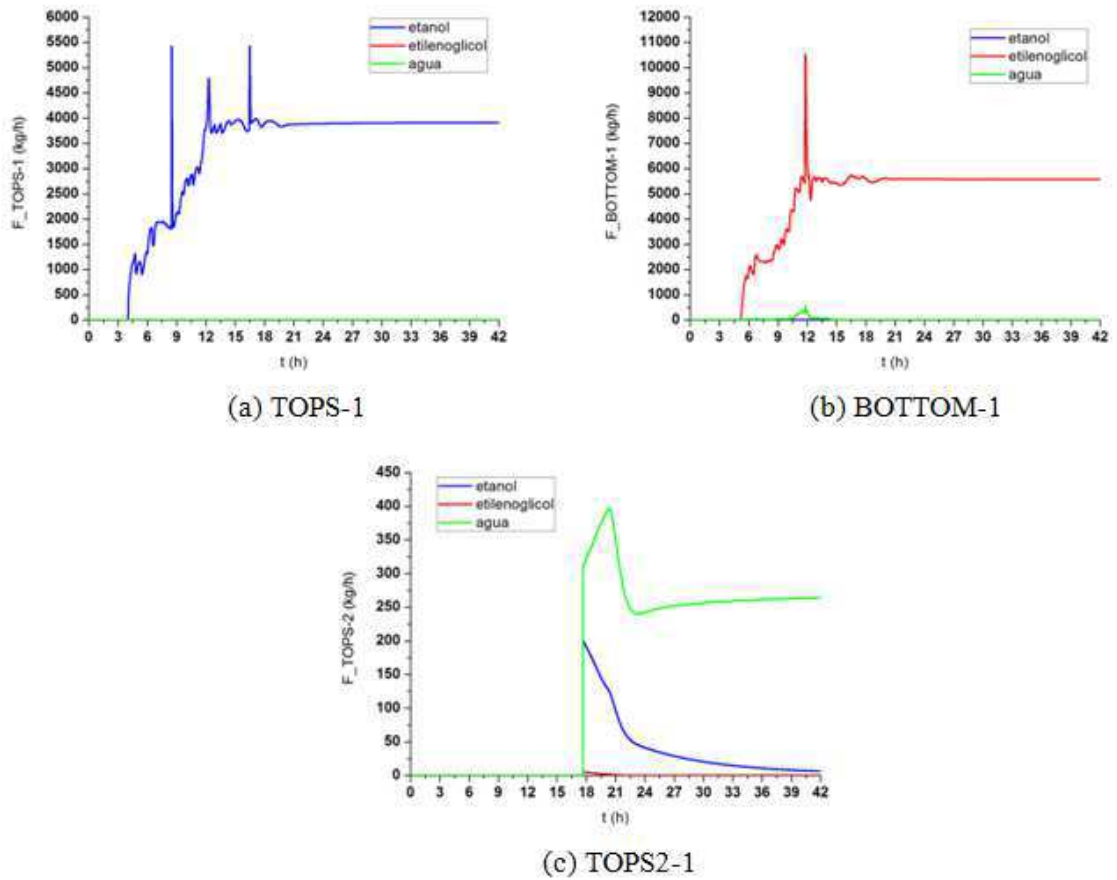 6000
5500
5000
4500
4000
3500
3000
2500
2000
1500
1000
500
0
F_TOPS-1 (kg/h)
etanol
etilenoglicol
agua
0 3 6 9 12 15 18 21 24 27 30 33 36 39 42
t (h)
(a) TOPS-1
12000
11000
10000
9000
8000
7000
6000
5000
4000
3000
2000
1000
0
F_BOTTOM-1 (kg/h)
etanol
etilenoglicol
agua
0 3 6 9 12 15 18 21 24 27 30 33 36 39 42
t (h)
(b) BOTTOM-1
450
400
350
300
250
200
150
100
50
0
F_TOPS-2 (kg/h)
etanol
etilenoglicol
agua
0 3 6 9 12 15 18 21 24 27 30 33 36 39 42
t (h)
(c) TOPS2-1